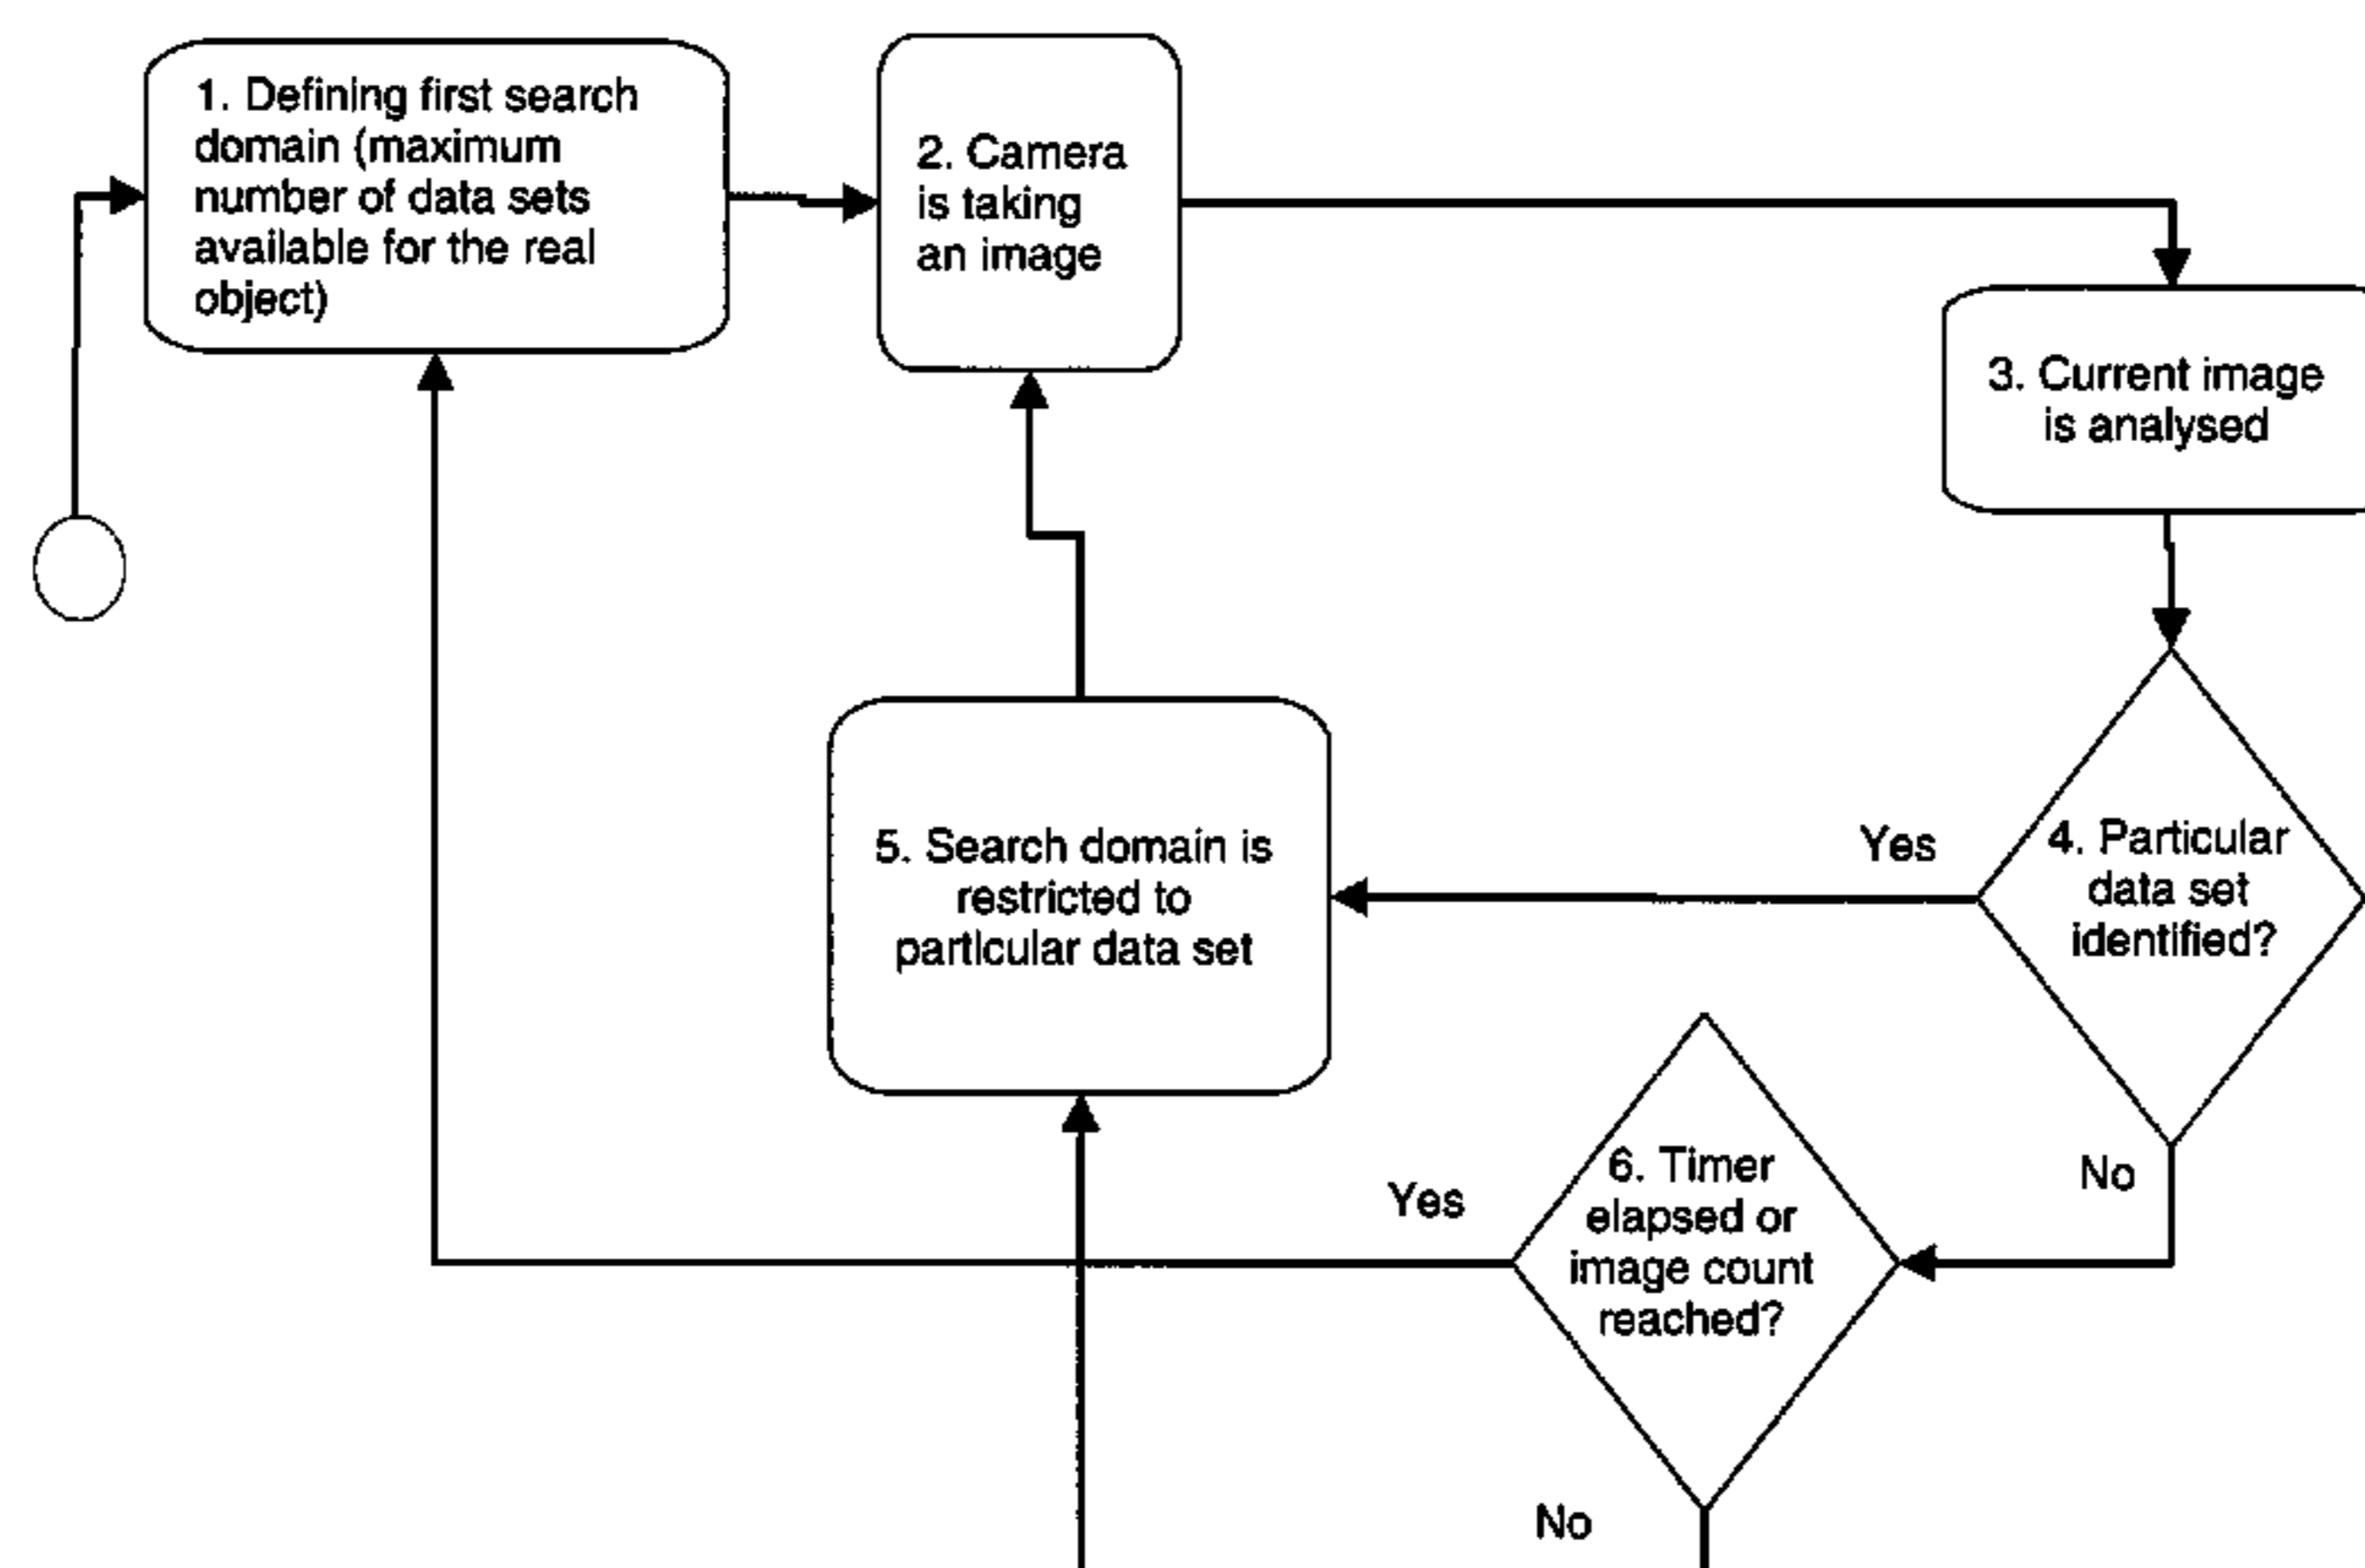 1. Defining first search
domain (maximum
number of data sets
available for the real
object)
2. Camera
is taking
an image
3. Current image
is analysed
4. Particular
data set
identified?
Yes
No
5. Search domain is
restricted to
particular data set
6. Timer
elapsed or
image count
reached?
Yes
No